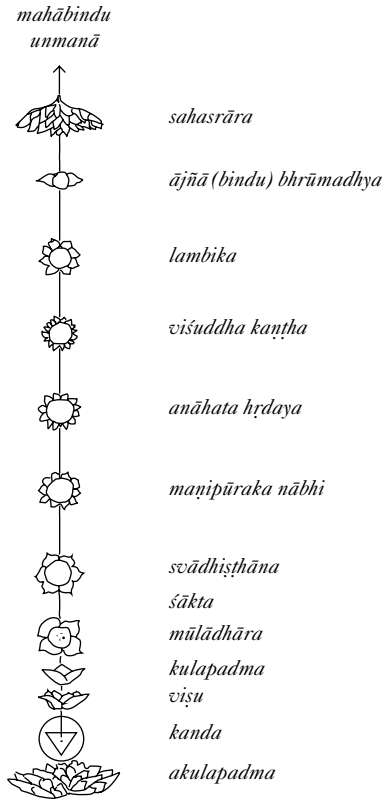 mahābindu
unmanā
sahasrāra
ājñā (bindu) bhrūmadhya
lambika
viśuddha kaṇṭha
anāhata hṛdaya
maṇipūraka nābhi
svādhiṣṭhāna
śākta
mūlādhāra
kulapadma
viṣu
kanda
akulapadma